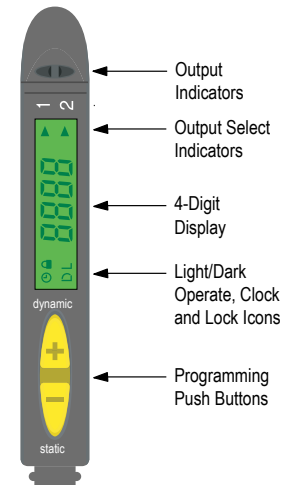 Output
Indicators
1 2
Output Select
Indicators
8888
4-Digit
Display
D L
Light/Dark
Operate, Clock
and Lock Icons
dynamic
+
Programming
Push Buttons
−
static